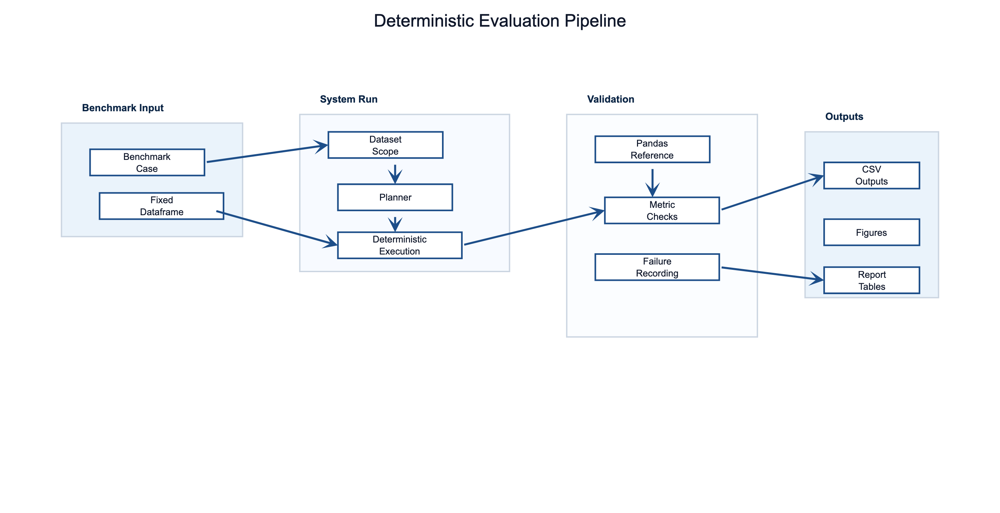 Deterministic Evaluation Pipeline
Benchmark Input
Benchmark
Case
Fixed
Dataframe
System Run
Dataset
Scope
Planner
Deterministic
Execution
Validation
Pandas
Reference
Metric
Checks
Failure
Recording
Outputs
CSV
Outputs
Figures
Report
Tables